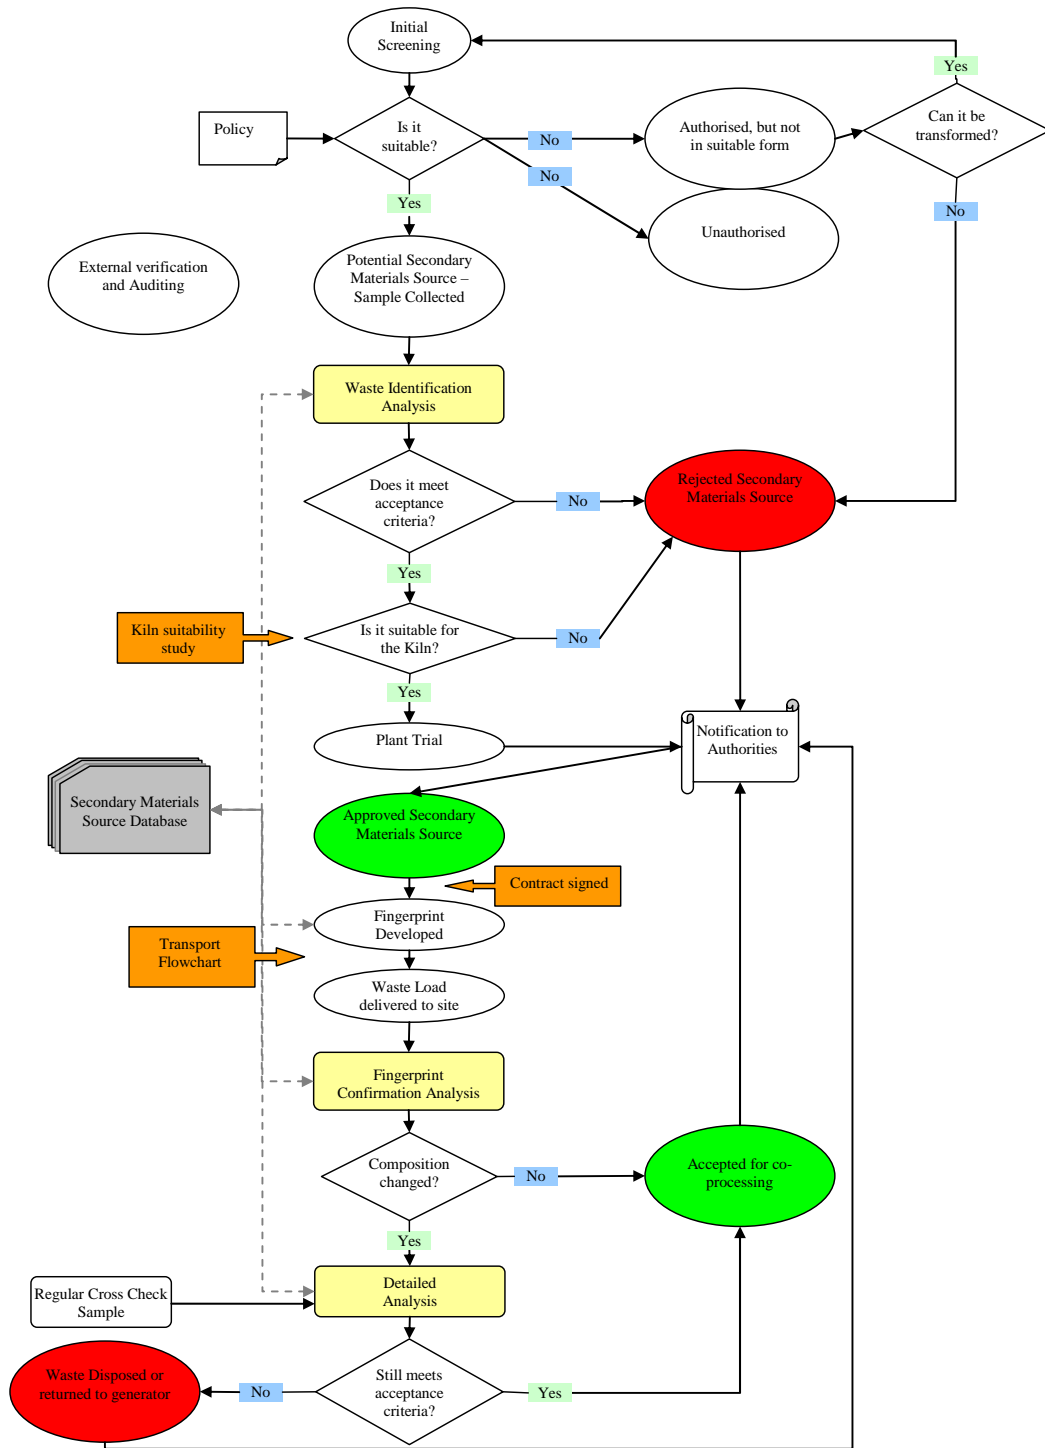 Initial
Screening
Yes
Policy
Is it
suitable?
No
Authorised, but not
in suitable form
Can it be
transformed?
No
Yes
No
Unauthorised
External verification
and Auditing
Potential Secondary
Materials Source –
Sample Collected
Waste Identification
Analysis
Does it meet
acceptance
criteria?
No
Rejected Secondary
Materials Source
Yes
Kiln suitability
study
Is it suitable for
the Kiln?
No
Yes
Plant Trial
Notification to
Authorities
Secondary Materials
Source Database
Approved Secondary
Materials Source
Contract signed
Fingerprint
Developed
Transport
Flowchart
Waste Load
delivered to site
Fingerprint
Confirmation Analysis
Composition
changed?
No
Accepted for co-
processing
Yes
Detailed
Analysis
Regular Cross Check
Sample
Waste Disposed or
returned to generator
No
Still meets
acceptance
criteria?
Yes